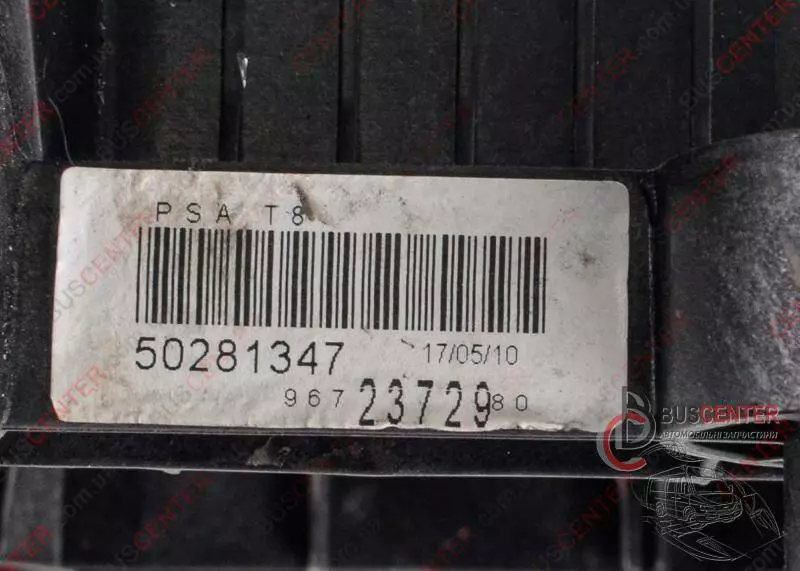 PSA T8
50281347 17/05/10
967 23729 80
BUSCENTER
АВТОМОБІЛЬНІ ЗАПЧАСТИНИ